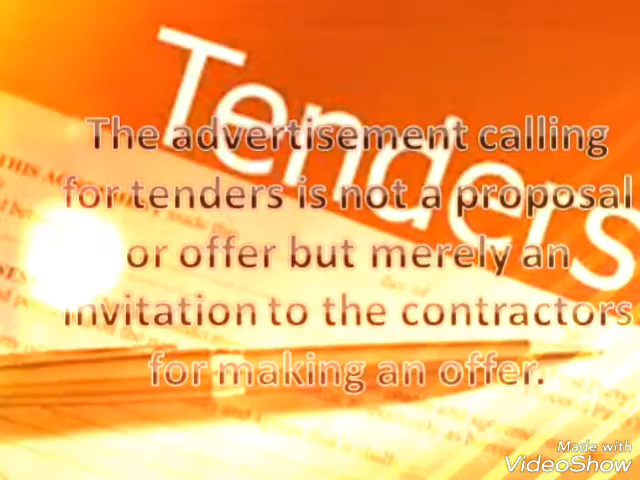 Tenders
The advertisement calling
for tenders is not a proposal
or offer but merely an
invitation to the contractors
for making an offer.
Made with
VideoShow